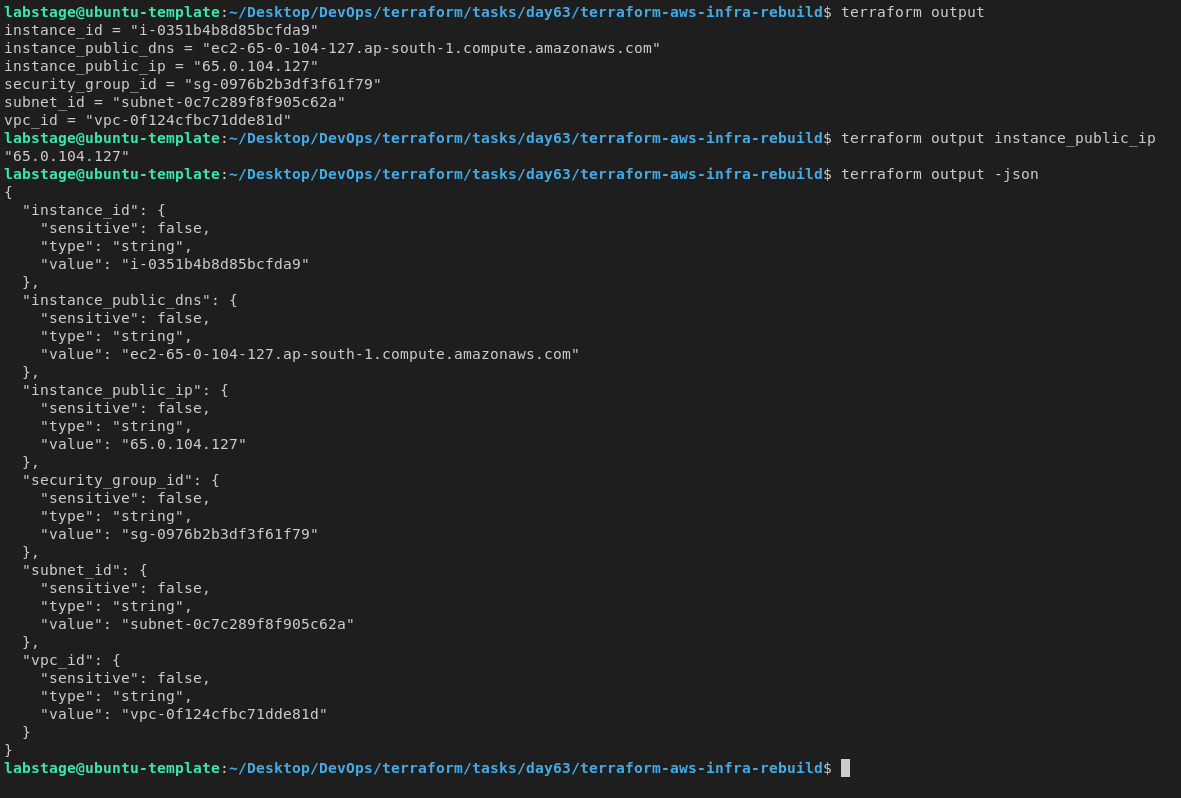 labstage@ubuntu-template:~/Desktop/DevOps/terraform/tasks/day63/terraform-aws-infra-rebuild$ terraform output
instance_id = "i-0351b4b8d85bcfda9"
instance_public_dns = "ec2-65-0-104-127.ap-south-1.compute.amazonaws.com"
instance_public_ip = "65.0.104.127"
security_group_id = "sg-0976b2b3df3f61f79"
subnet_id = "subnet-0c7c289f8f905c62a"
vpc_id = "vpc-0f124cfbc71dde81d"
labstage@ubuntu-template:~/Desktop/DevOps/terraform/tasks/day63/terraform-aws-infra-rebuild$ terraform output instance_public_ip
"65.0.104.127"
labstage@ubuntu-template:~/Desktop/DevOps/terraform/tasks/day63/terraform-aws-infra-rebuild$ terraform output -json
{
  "instance_id": {
    "sensitive": false,
    "type": "string",
    "value": "i-0351b4b8d85bcfda9"
  },
  "instance_public_dns": {
    "sensitive": false,
    "type": "string",
    "value": "ec2-65-0-104-127.ap-south-1.compute.amazonaws.com"
  },
  "instance_public_ip": {
    "sensitive": false,
    "type": "string",
    "value": "65.0.104.127"
  },
  "security_group_id": {
    "sensitive": false,
    "type": "string",
    "value": "sg-0976b2b3df3f61f79"
  },
  "subnet_id": {
    "sensitive": false,
    "type": "string",
    "value": "subnet-0c7c289f8f905c62a"
  },
  "vpc_id": {
    "sensitive": false,
    "type": "string",
    "value": "vpc-0f124cfbc71dde81d"
  }
}
labstage@ubuntu-template:~/Desktop/DevOps/terraform/tasks/day63/terraform-aws-infra-rebuild$